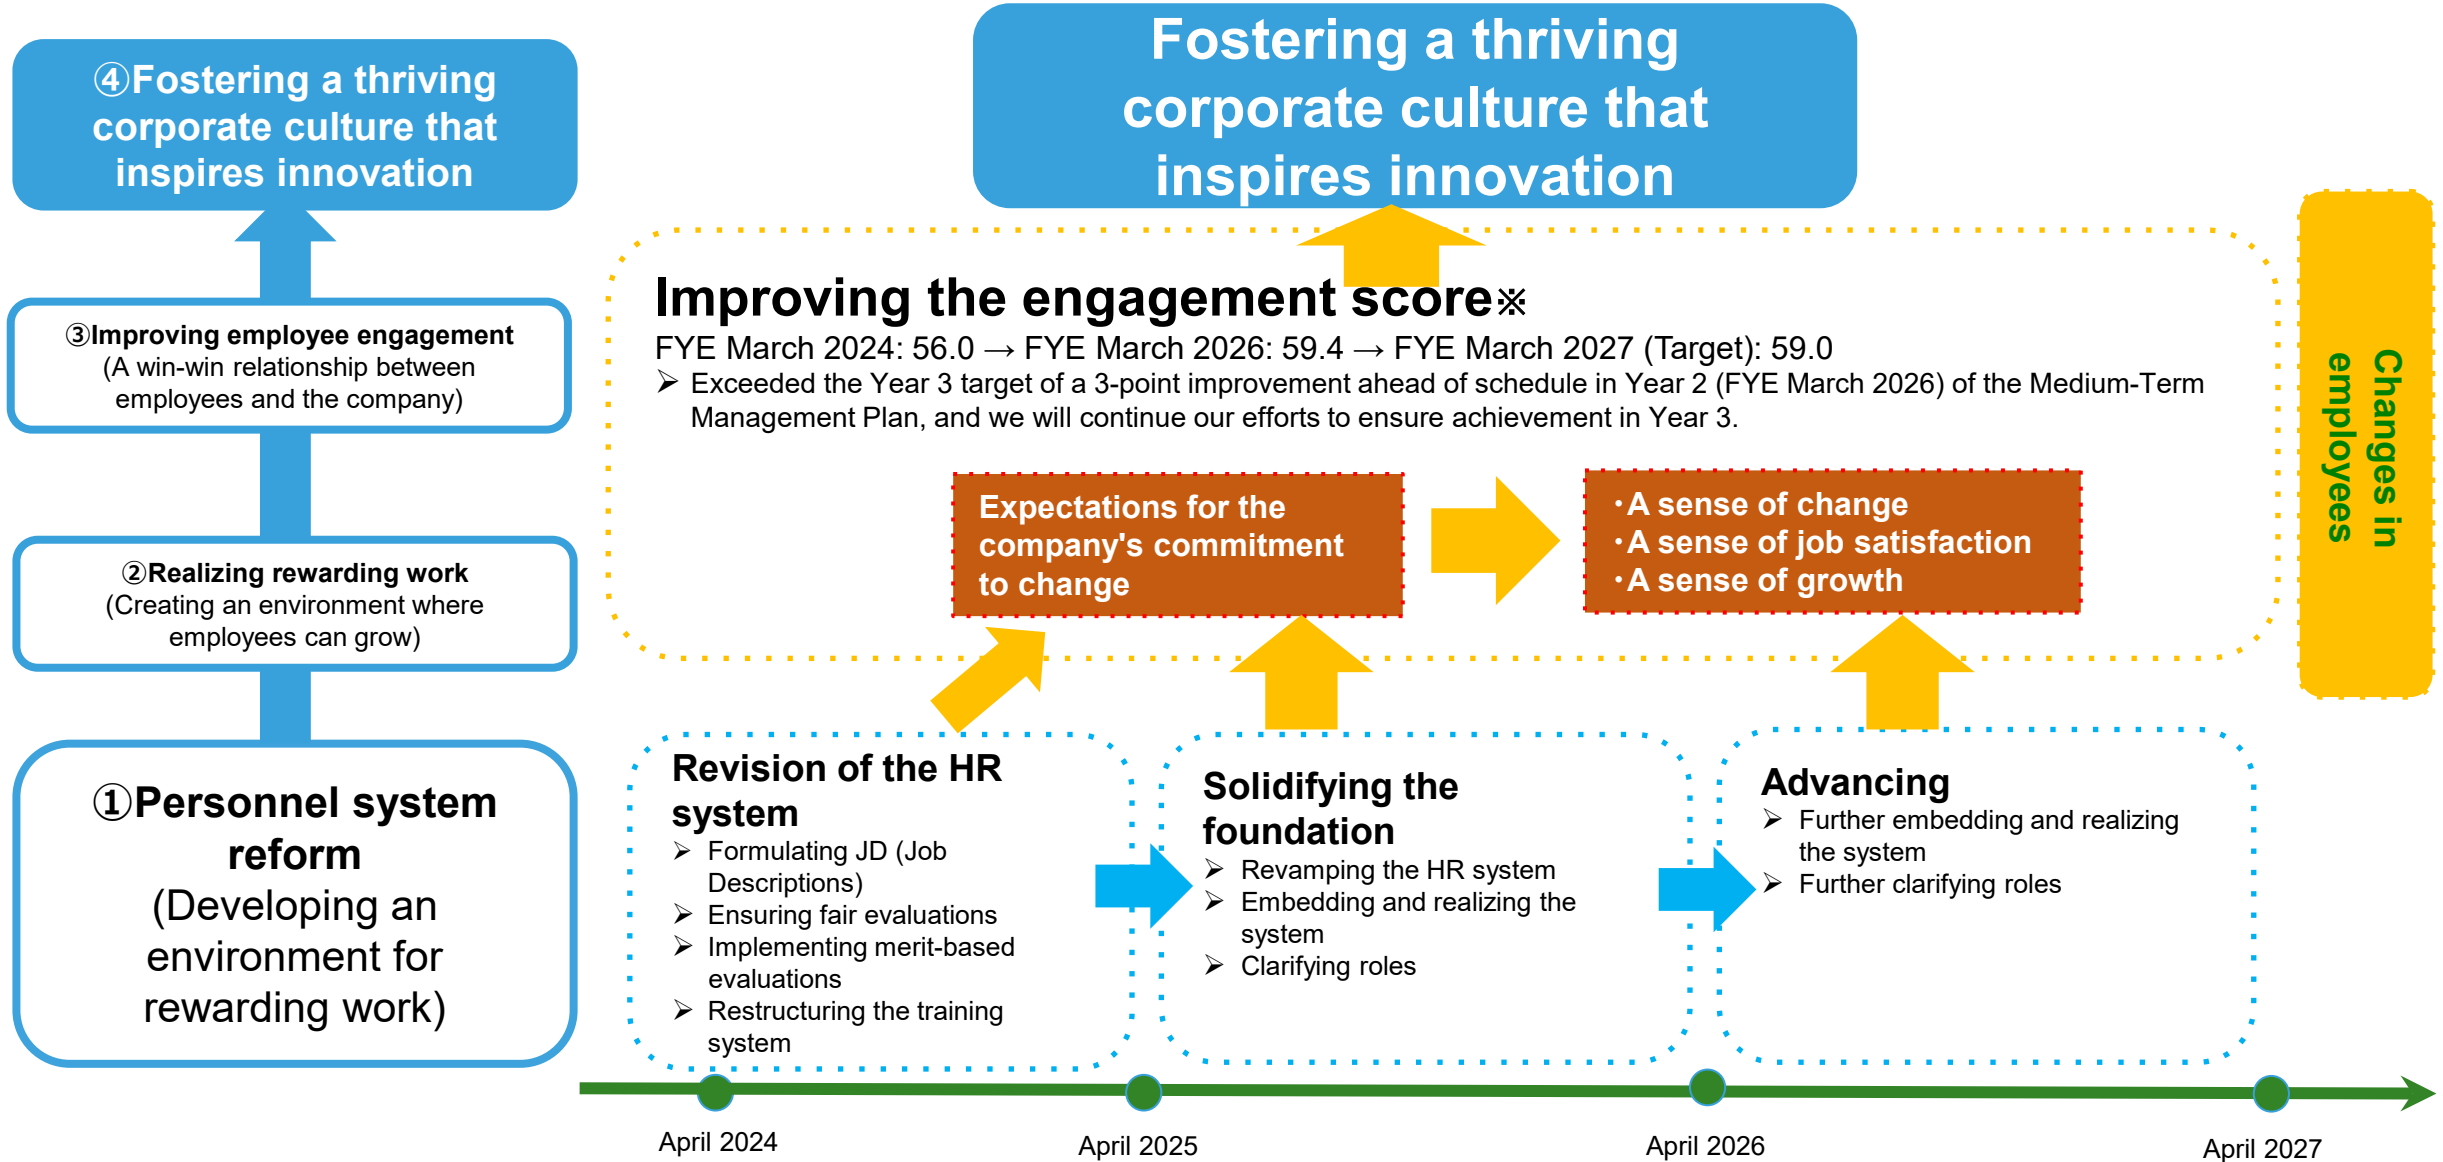 ④Fostering a thriving
corporate culture that
inspires innovation
③Improving employee engagement
(A win-win relationship between
employees and the company)
②Realizing rewarding work
(Creating an environment where
employees can grow)
①Personnel system
reform
(Developing an
environment for
rewarding work)
Fostering a thriving
corporate culture that
inspires innovation
Improving the engagement score※
FYE March 2024: 56.0 → FYE March 2026: 59.4 → FYE March 2027 (Target): 59.0
➢ Exceeded the Year 3 target of a 3-point improvement ahead of schedule in Year 2 (FYE March 2026) of the Medium-Term
Management Plan, and we will continue our efforts to ensure achievement in Year 3.
Expectations for the
company's commitment
to change
・A sense of change
・A sense of job satisfaction
・A sense of growth
Changes in
employees
Revision of the HR
system
➢ Formulating JD (Job
Descriptions)
➢ Ensuring fair evaluations
➢ Implementing merit-based
evaluations
➢ Restructuring the training
system
Solidifying the
foundation
➢ Revamping the HR system
➢ Embedding and realizing the
system
➢ Clarifying roles
Advancing
➢ Further embedding and realizing
the system
➢ Further clarifying roles
April 2024
April 2025
April 2026
April 2027